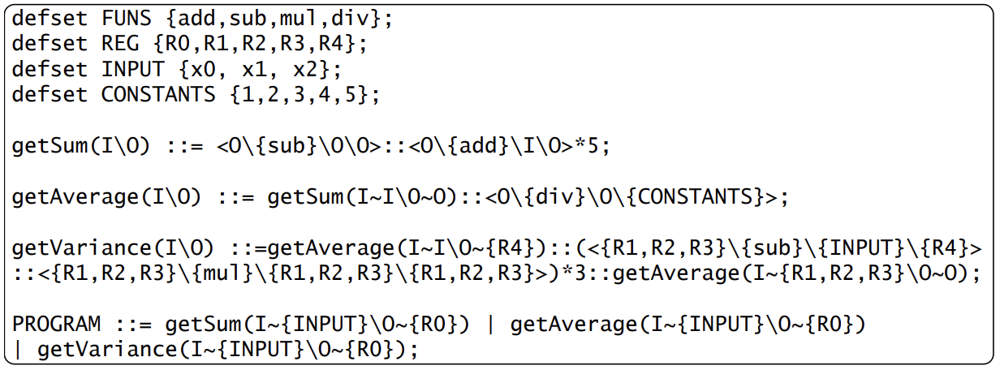 defset FUNS {add,sub,mul,div};
defset REG {R0,R1,R2,R3,R4};
defset INPUT {x0, x1, x2};
defset CONSTANTS {1,2,3,4,5};
getSum(I\O) ::= <O\{sub}\O\O>::<O\{add}\I\O>*5;
getAverage(I\O) ::= getSum(I~I\O~O)::<O\{div}\O\{CONSTANTS}>;
getVariance(I\O) ::=getAverage(I~I\O~{R4})::(<{R1,R2,R3}\{sub}\{INPUT}\{R4}>
::<{R1,R2,R3}\{mul}\{R1,R2,R3}\{R1,R2,R3}>)*3::getAverage(I~{R1,R2,R3}\O~O);
PROGRAM ::= getSum(I~{INPUT}\O~{R0}) | getAverage(I~{INPUT}\O~{R0})
| getVariance(I~{INPUT}\O~{R0});